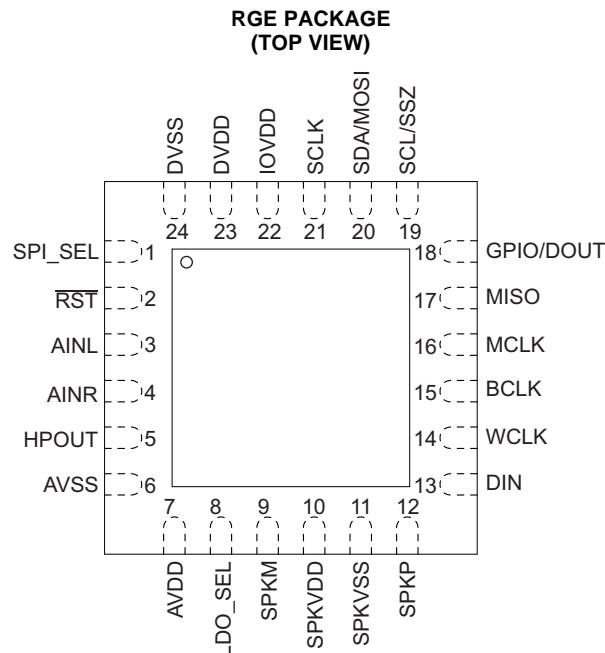 RGE PACKAGE
(TOP VIEW)
DVSS
DVDD
IOVDD
SCLK
SDA/MOSI
SCL/SSZ
24
23
22
21
20
19
SPI_SEL 1
RST 2
AINL 3
AINR 4
HPOUT 5
AVSS 6
18 GPIO/DOUT
17 MISO
16 MCLK
15 BCLK
14 WCLK
13 DIN
7
8
9
10
11
12
AVDD
LDO_SEL
SPKM
SPKVDD
SPKVSS
SPKP